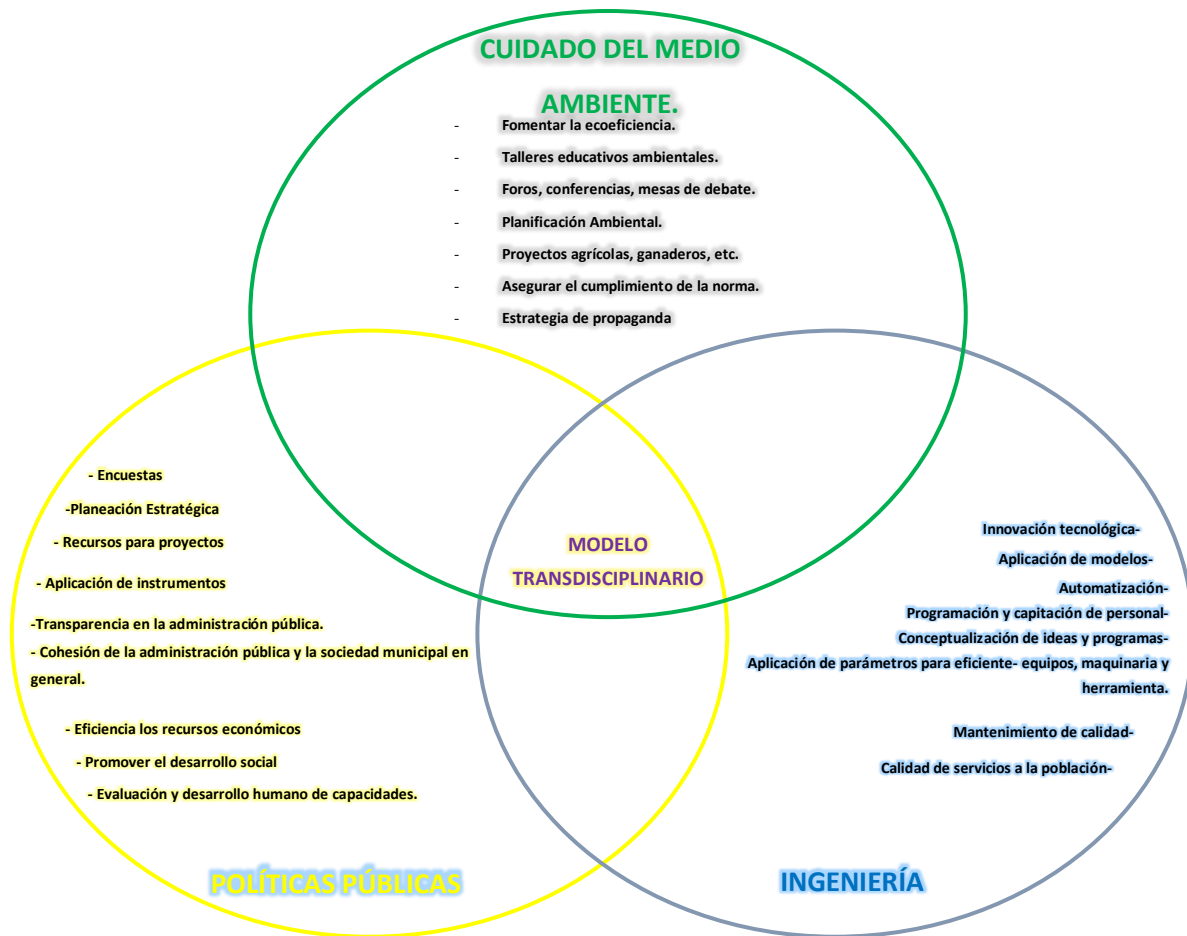 CUIDADO DEL MEDIO
AMBIENTE.
- Fomentar la ecoeficiencia.
- Talleres educativos ambientales.
- Foros, conferencias, mesas de debate.
- Planificación Ambiental.
- Proyectos agrícolas, ganaderos, etc.
- Asegurar el cumplimiento de la norma.
- Estrategia de propaganda
- Encuestas
-Planeación Estratégica
- Recursos para proyectos
- Aplicación de instrumentos
-Transparencia en la administración pública.
- Cohesión de la administración pública y la sociedad municipal en
general.
- Eficiencia los recursos económicos
- Promover el desarrollo social
- Evaluación y desarrollo humano de capacidades.
POLÍTICAS PÚBLICAS
MODELO
TRANSDISCIPLINARIO
Innovación tecnológica-
Aplicación de modelos-
Automatización-
Programación y capitación de personal-
Conceptualización de ideas y programas-
Aplicación de parámetros para eficiente- equipos, maquinaria y
herramienta.
Mantenimiento de calidad-
Calidad de servicios a la población-
INGENIERÍA